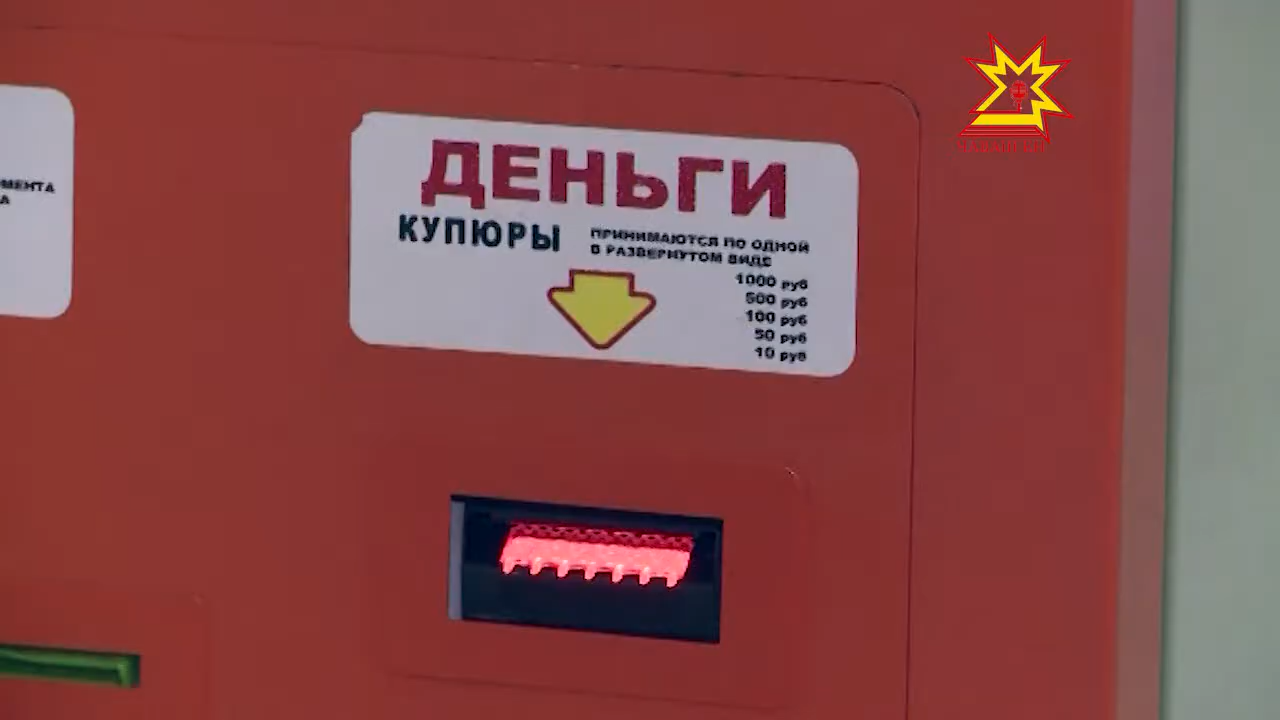 ДЕНЬГИ
КУПЮРЫ
ПРИНИМАЮТСЯ ПО ОДНОЙ
В РАЗВЕРНУТОМ ВИДЕ
1000 руб
500 руб
100 руб
50 руб
10 руб